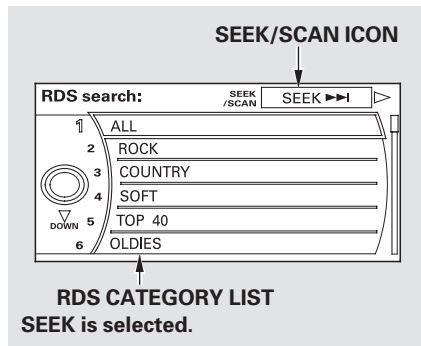 SEEK/SCAN ICON
RDS search:
SEEK
/SCAN
SEEK ▶▶I
1 ALL
2 ROCK
3 COUNTRY
4 SOFT
DOWN
5 TOP 40
6 OLDIES
RDS CATEGORY LIST
SEEK is selected.